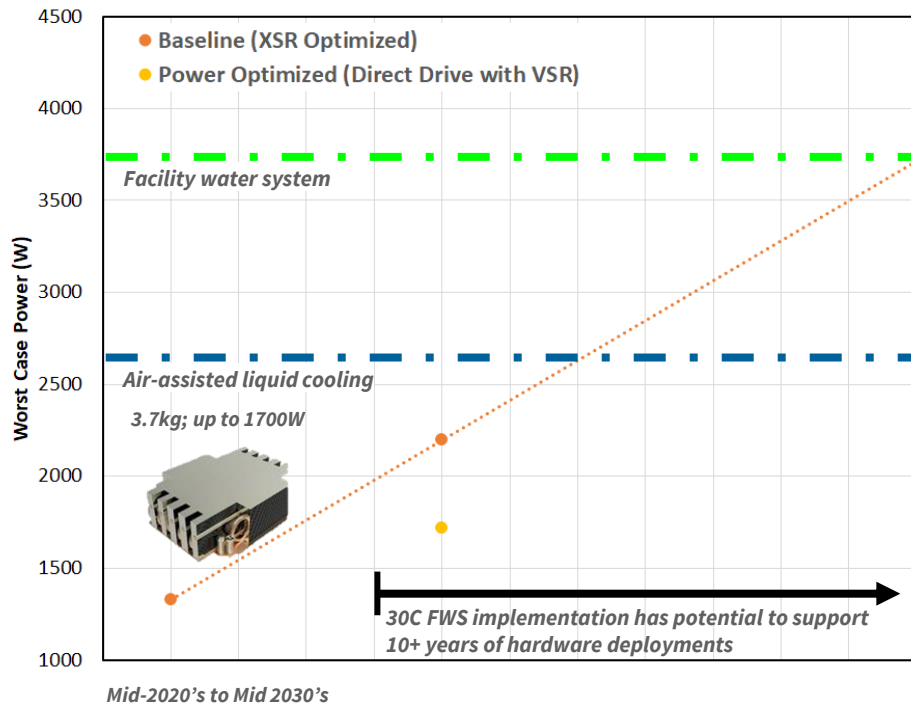 4500
Baseline (XSR Optimized)
Power Optimized (Direct Drive with VSR)
4000
Facility water system
3500
Worst Case Power (W)
3000
2500
Air-assisted liquid cooling
3.7kg; up to 1700W
2000
1500
30C FWS implementation has potential to support
10+ years of hardware deployments
1000
Mid-2020's to Mid 2030's